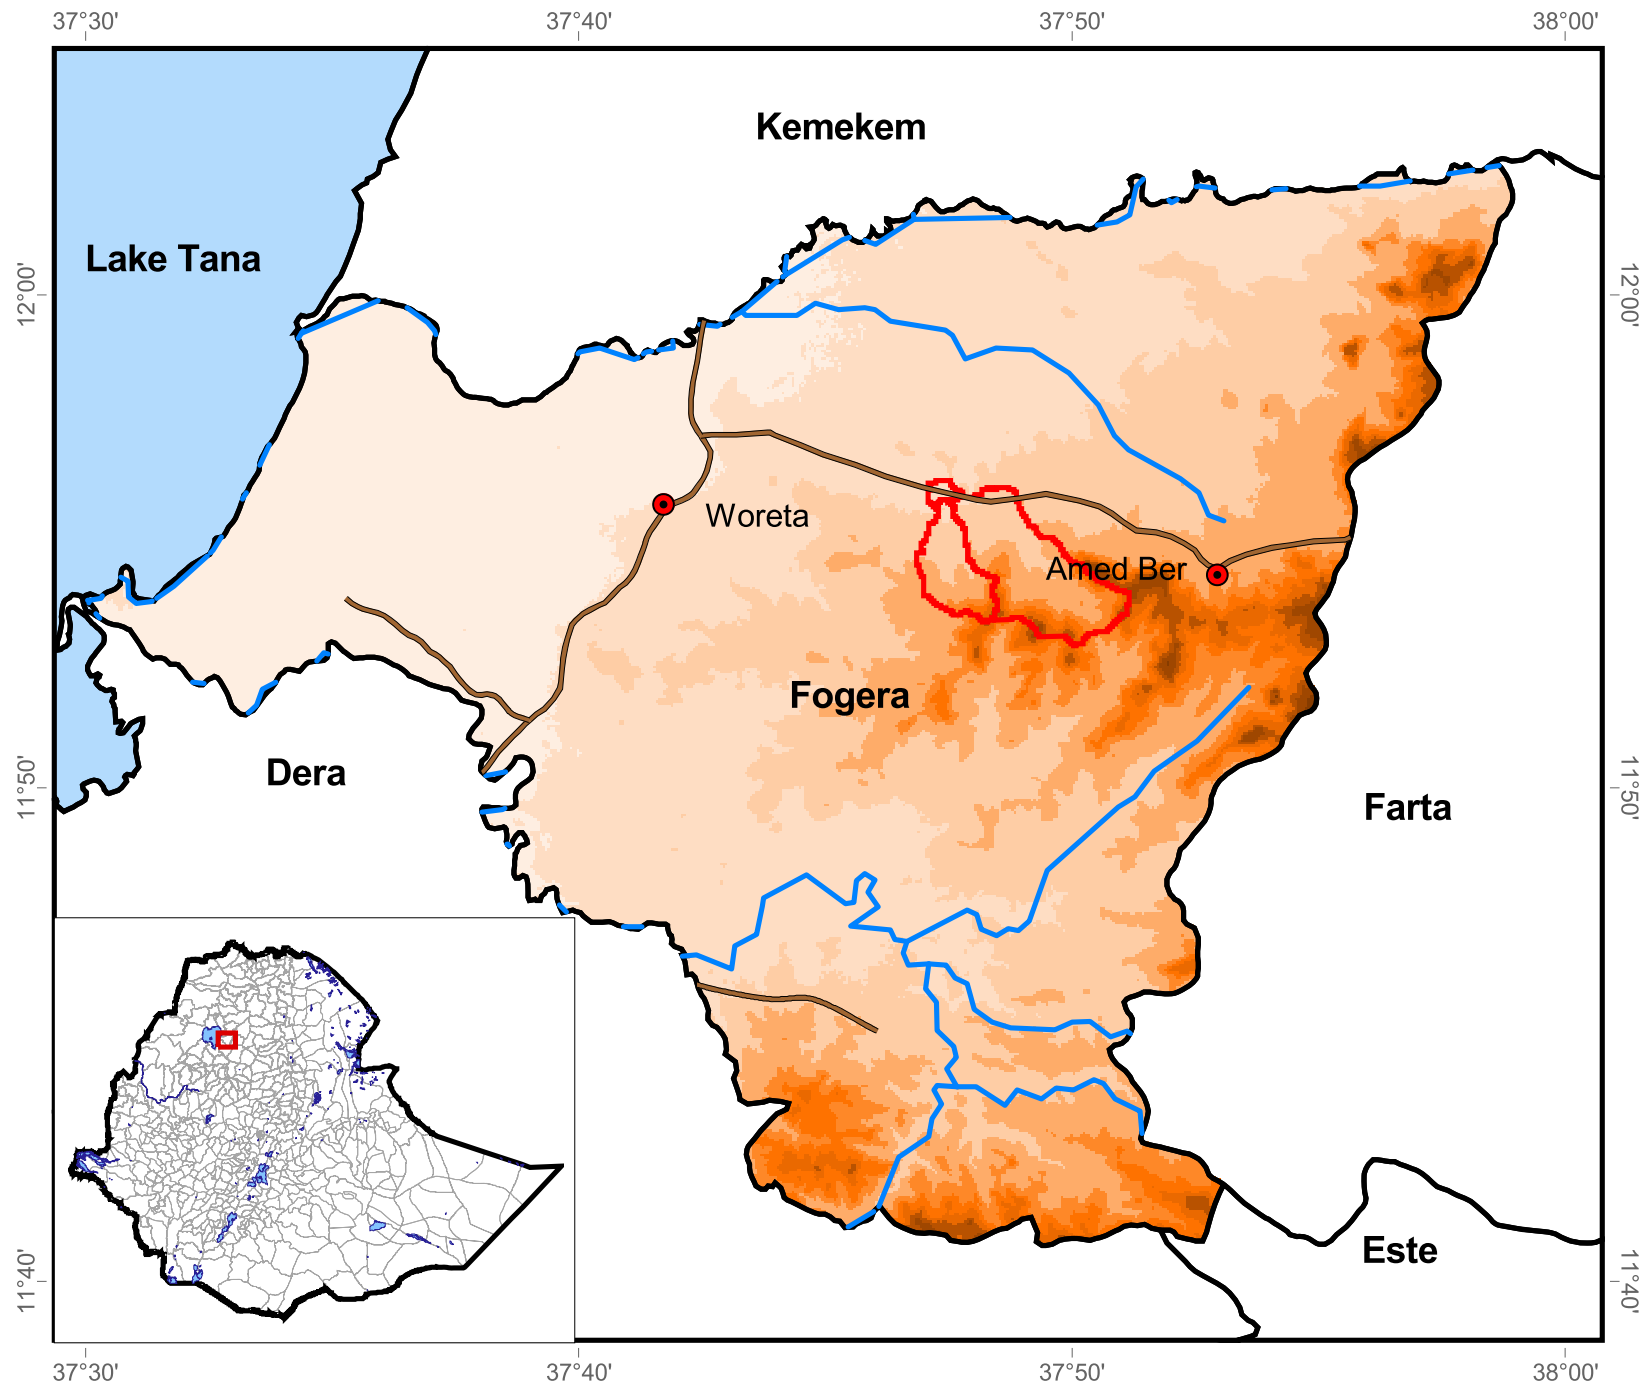 37°30' 37°40' 37°50' 38°00'
Kemekem
Lake Tana
12°00' 12°00'
Woreta
Amed Ber
Fogera
Dera
11°50' 11°50'
Farta
Este
11°40' 11°40'
37°30' 37°40' 37°50' 38°00'